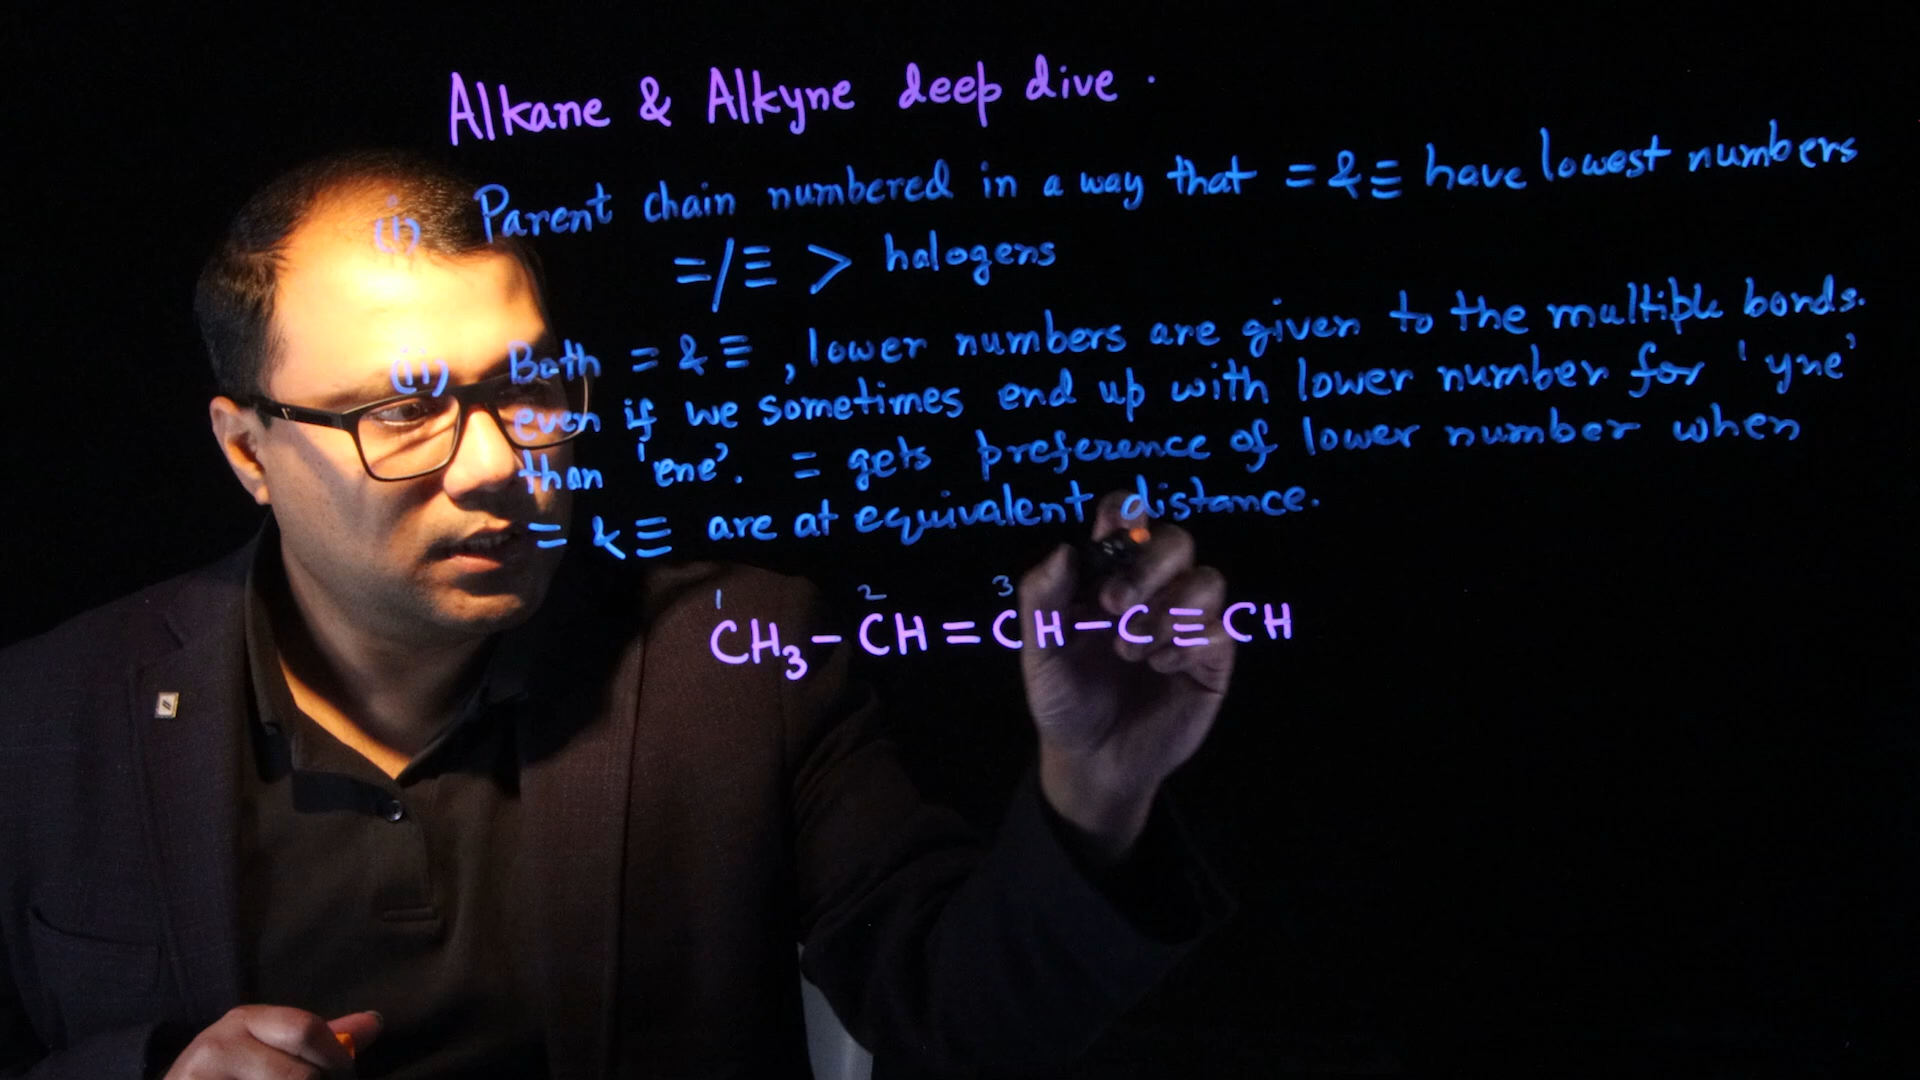 Alkane & Alkyne deep dive.
(i) Parent chain numbered in a way that = & ≡ have lowest numbers
=/≡ > halogens
(ii) Both = & ≡, lower numbers are given to the multiple bonds.
even if we sometimes end up with lower number for 'yne'
than 'ene'. = gets preference of lower number when
= & ≡ are at equivalent distance.
1 2 3
CH3 - CH = CH - C ≡ CH